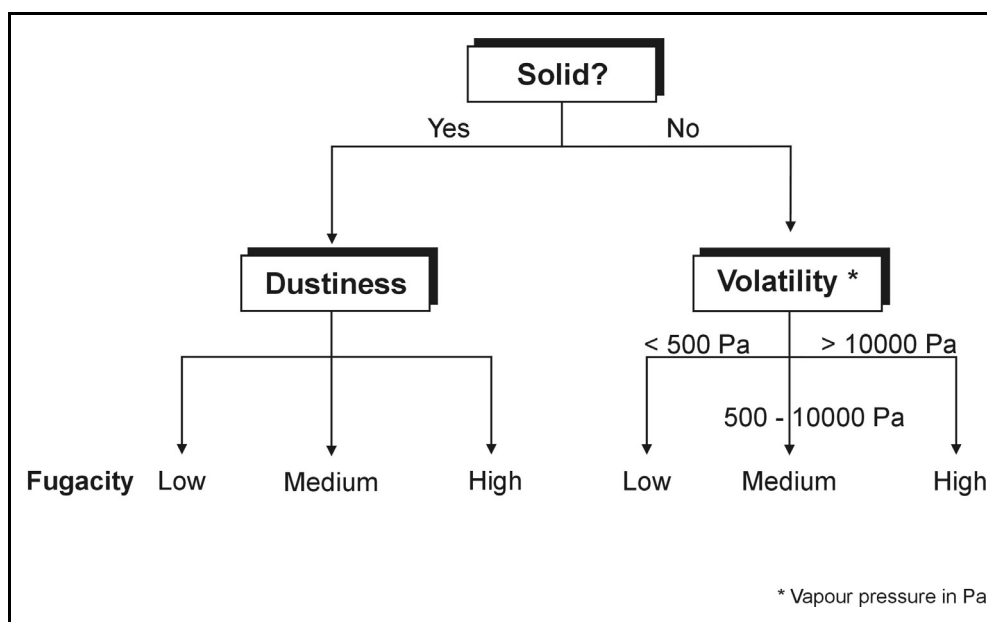 Solid?
Yes No
Dustiness Volatility *
< 500 Pa > 10000 Pa
500 - 10000 Pa
Fugacity Low Medium High Low Medium High
* Vapour pressure in Pa